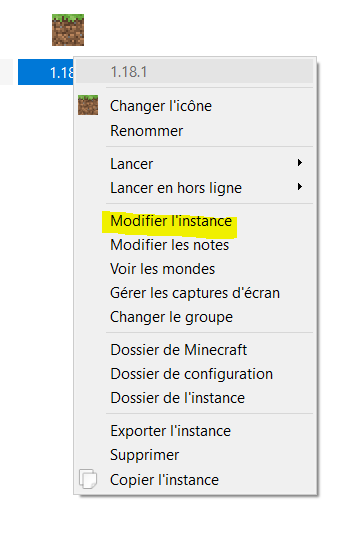 1.18
1.18.1
Changer l'icône
Renommer
Lancer
Lancer en hors ligne
Modifier l'instance
Modifier les notes
Voir les mondes
Gérer les captures d'écran
Changer le groupe
Dossier de Minecraft
Dossier de configuration
Dossier de l'instance
Exporter l'instance
Supprimer
Copier l'instance